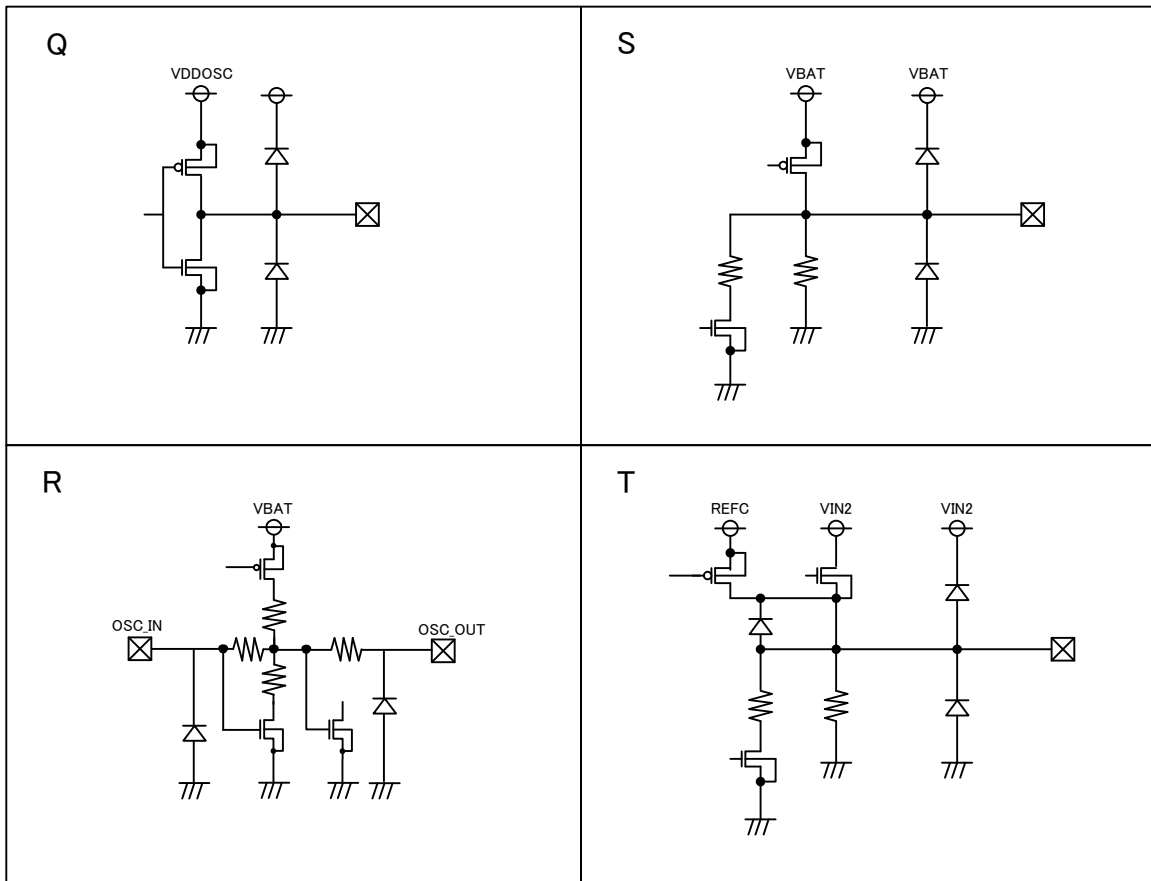 Q
VDDOSC
S
VBAT
VBAT
R
VBAT
OSC_IN
OSC_OUT
T
REFC
VIN2
VIN2